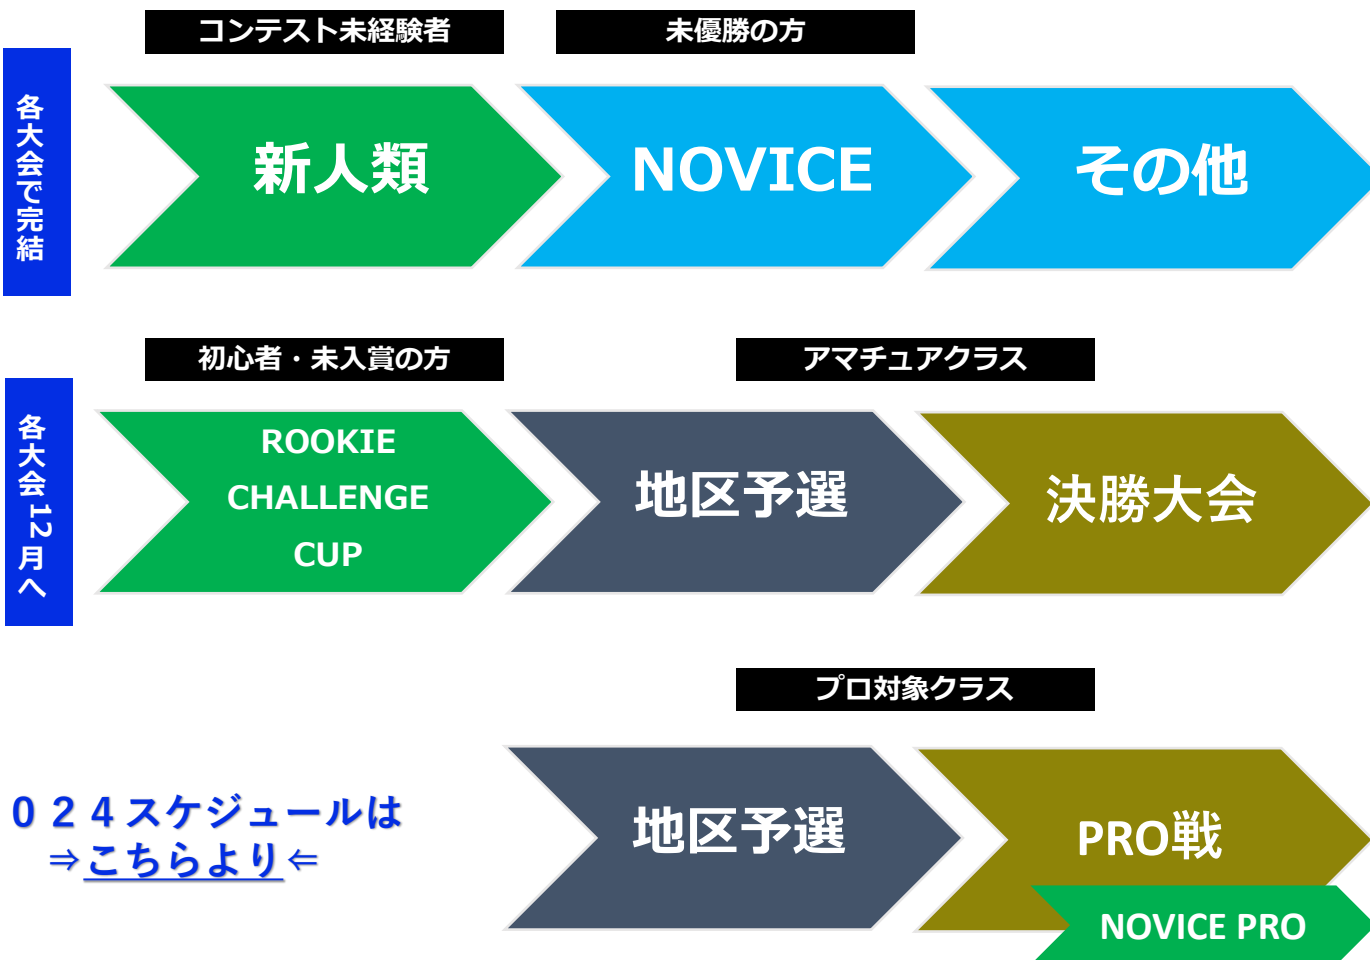 コンテスト未経験者
未優勝の方
各大会で完結
新人類
NOVICE
その他
初心者・未入賞の方
アマチュアクラス
各大会12月へ
ROOKIE
CHALLENGE
CUP
地区予選
決勝大会
プロ対象クラス
０２４スケジュールは
⇒こちらより⇐
地区予選
PRO戦
NOVICE PRO